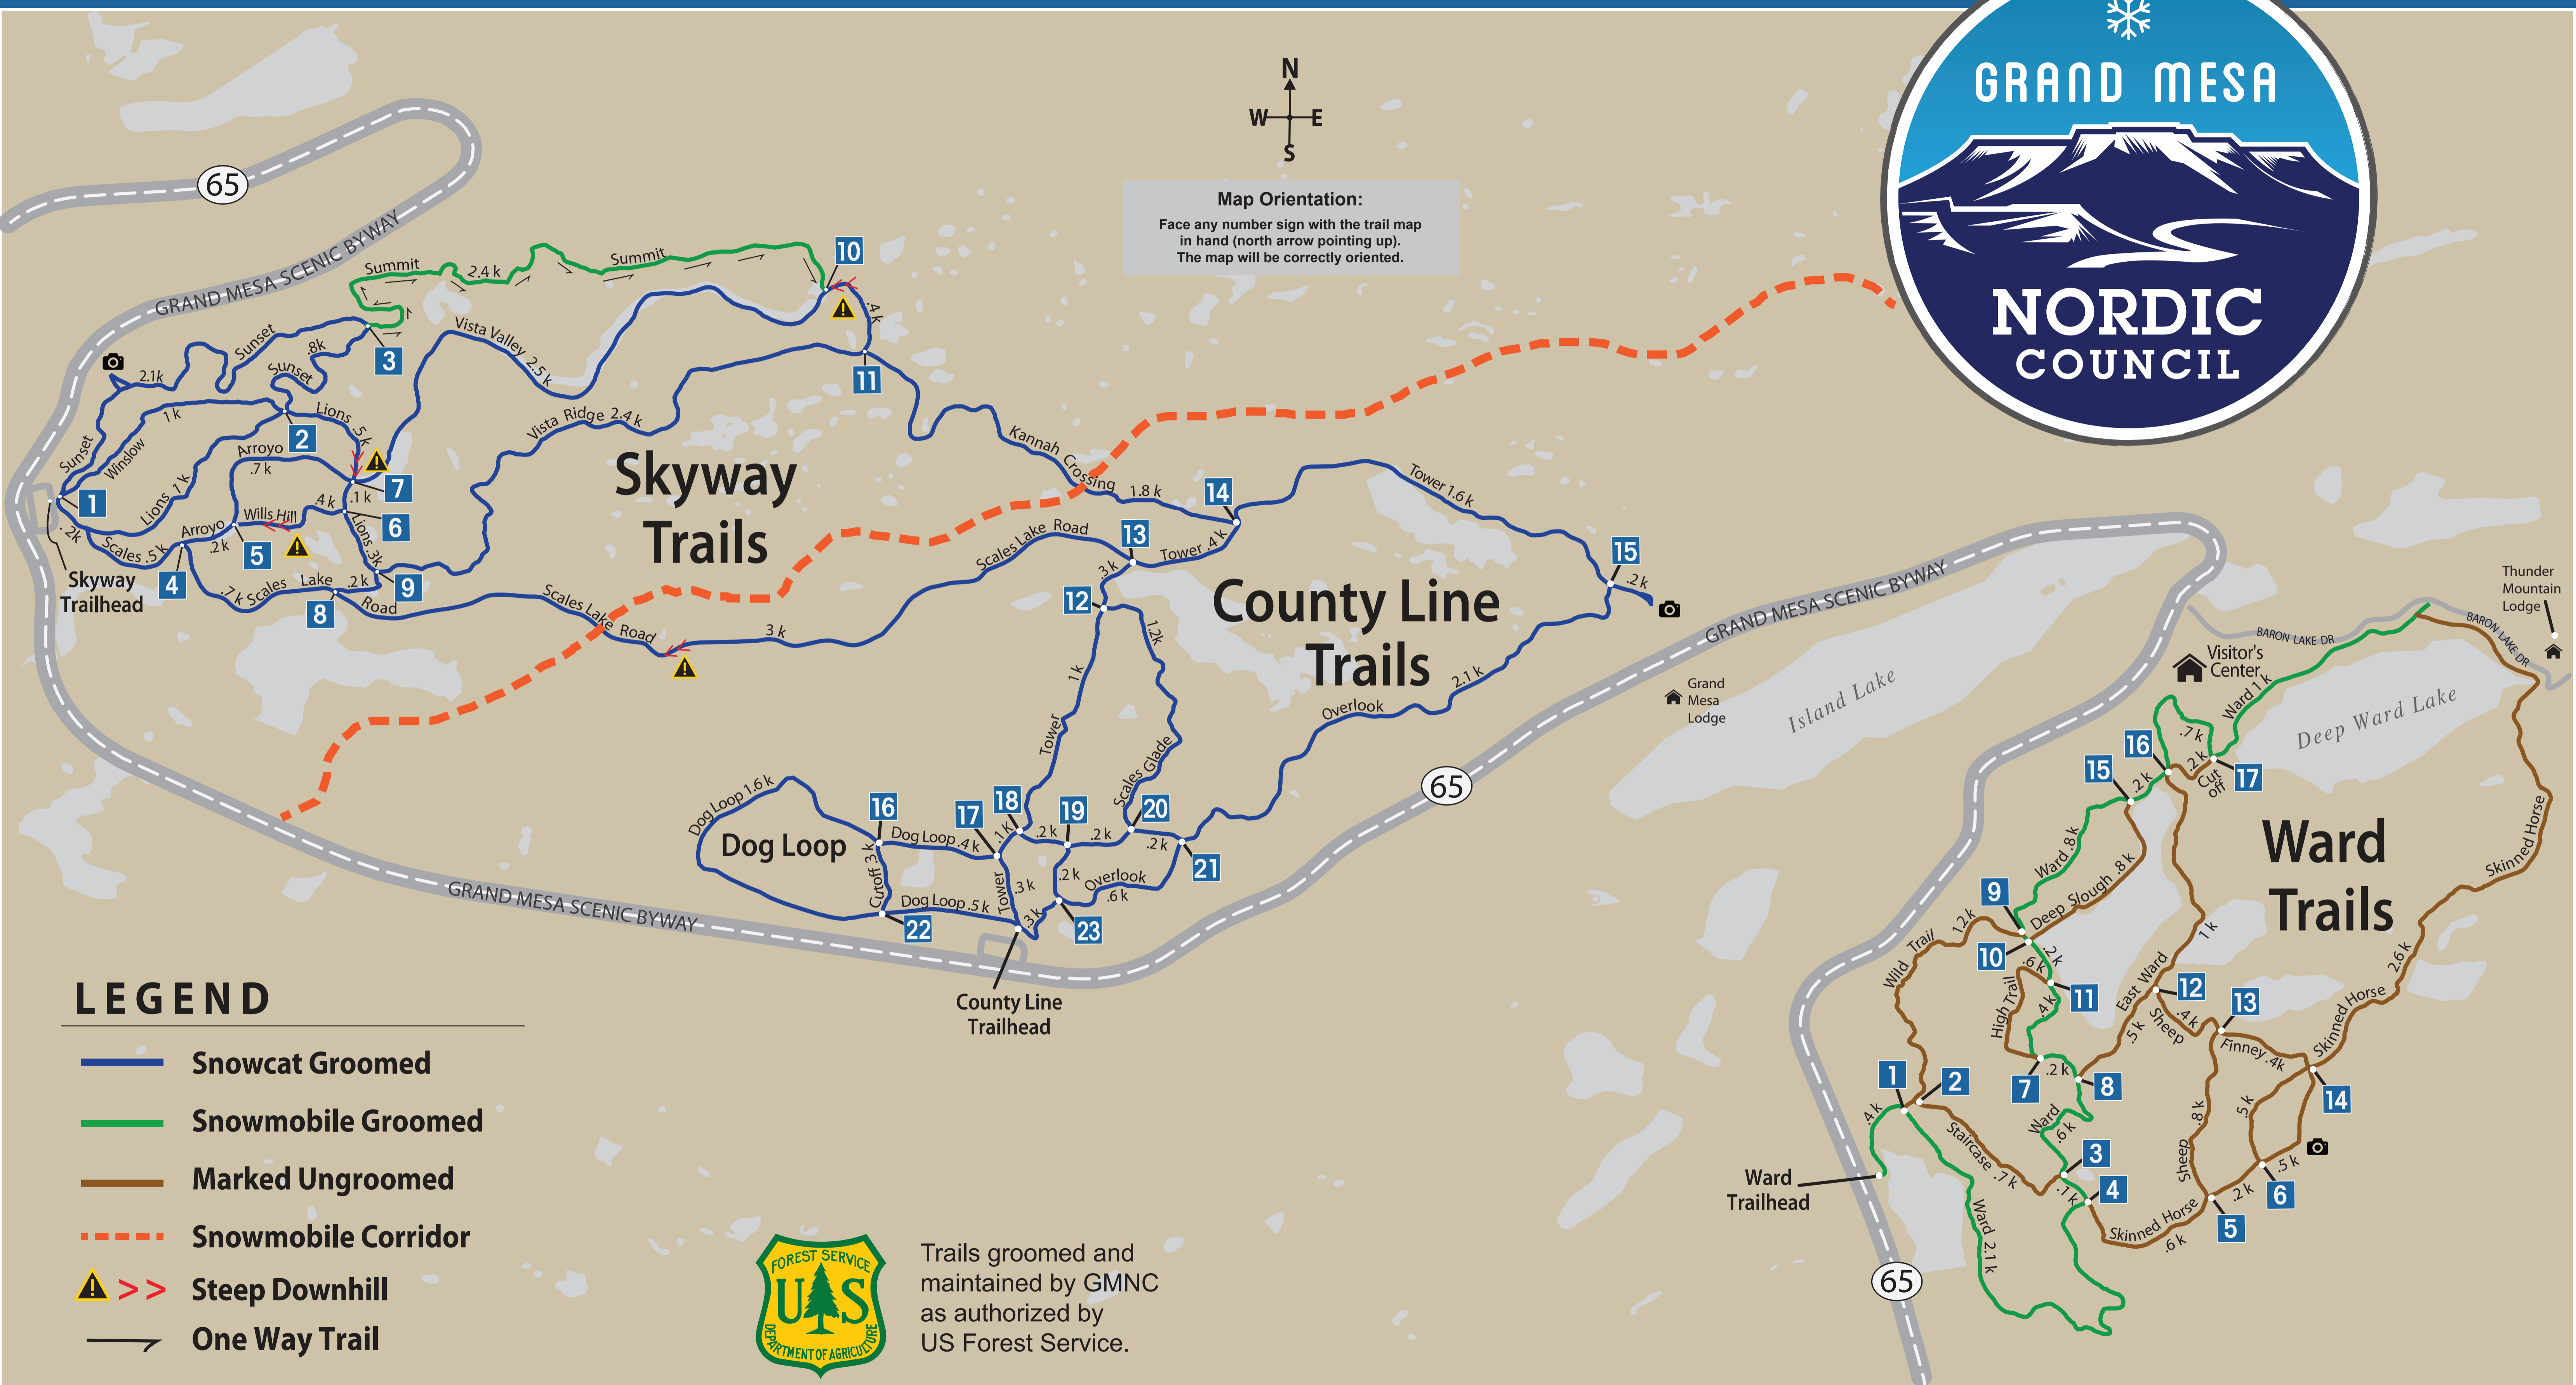 GRAND MESA
NORDIC
COUNCIL
N
W E
S
Map Orientation:
Face any number sign with the trail map
in hand (north arrow pointing up).
The map will be correctly oriented.
65
GRAND MESA SCENIC BYWAY
Summit
2.4 k
Summit
10
.4 k
11
3
Sunset
.8k
Sunset
2.1k
1 k
Winslow
Sunset
Lions
.5 k
2
Vista Valley 2.5 k
Vista Ridge 2.4 k
Arroyo
.7 k
7
.1 k
.4 k
Lions 1 k
1
.2k
Scales .5 k
Arroyo
.2 k
Wills Hill
5
6
Lions .3k
4
.7 k Scales Lake Road
.2 k
8
9
Skyway
Trailhead
Skyway
Trails
Kannah Crossing
1.8 k
14
Tower 1.6 k
Scales Lake Road
13
Tower .4 k
.3k
12
15
.2 k
Scales Lake Road
3 k
County Line
Trails
1.2k
1 k
Tower
Scales Glade
Overlook
2.1 k
Dog Loop 1.6 k
Dog Loop
16
Dog Loop .4 k
17
18
.1 k
.2 k
19
.2 k
20
.2 k
21
Cutoff .3 k
Dog Loop .5 k
Tower
.3 k
.2 k
Overlook
.6 k
.3k
22
23
County Line
Trailhead
GRAND MESA SCENIC BYWAY
65
GRAND MESA SCENIC BYWAY
Grand
Mesa
Lodge
Island Lake
Thunder
Mountain
Lodge
BARON LAKE DR
BARON LAKE DR
Visitor's
Center
Ward 1 k
Deep Ward Lake
16
.7 k
.2 k
Cut
off
17
15
.2 k
Ward .8 k
Deep Slough .8 k
Ward
Trails
Skinned Horse
9
1.2k
Wild Trail
10
.2 k
.6 k
High Trail
11
.4 k
1 k
East Ward
12
.5 k
Sheep
.4 k
13
Finney .4k
Skinned Horse
2.6 k
14
7
.2 k
8
1
2
.4 k
Staircase .7 k
Ward
.6 k
3
.1 k
4
.8 k
Sheep
.5 k
.5 k
6
.2 k
5
Skinned Horse
.6 k
Ward 2.1 k
Ward
Trailhead
65
LEGEND
Snowcat Groomed
Snowmobile Groomed
Marked Ungroomed
Snowmobile Corridor
Steep Downhill
One Way Trail
FOREST SERVICE
U S
DEPARTMENT OF AGRICULTURE
Trails groomed and
maintained by GMNC
as authorized by
US Forest Service.